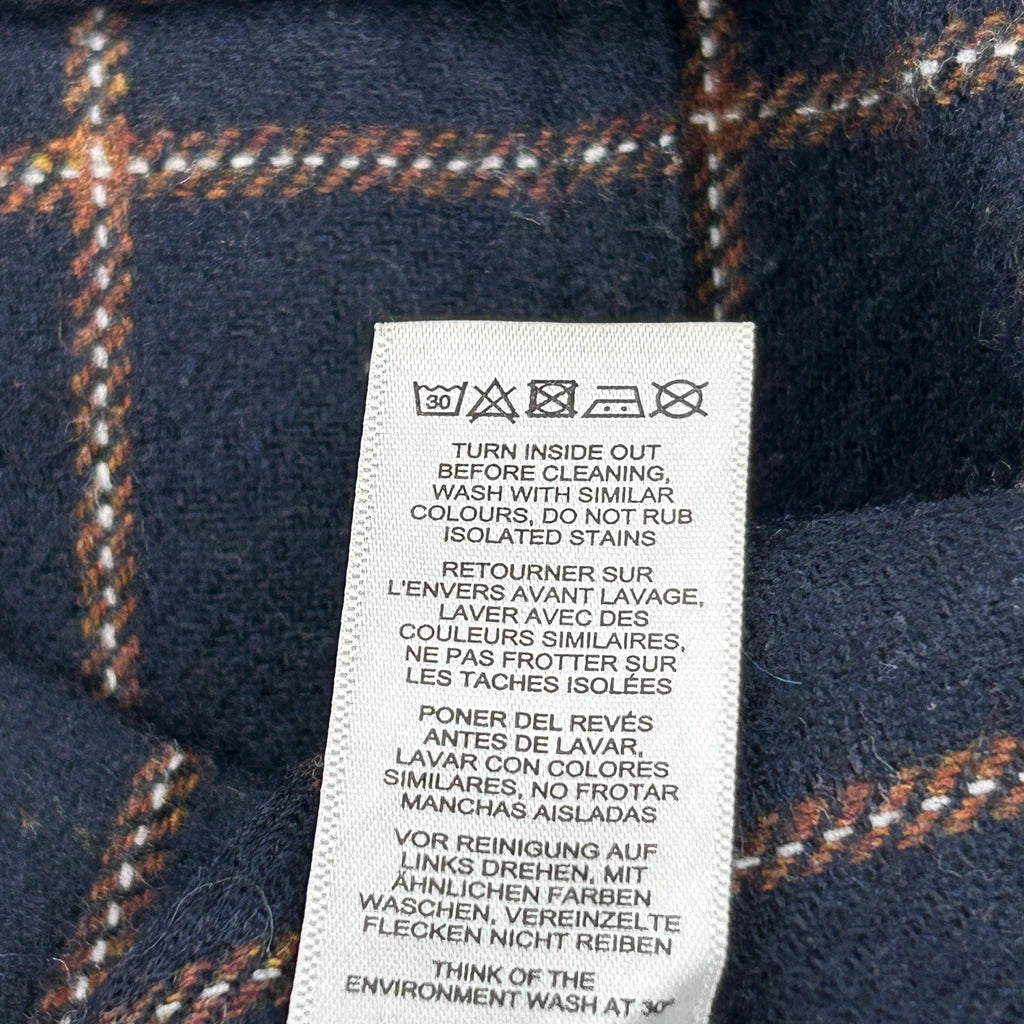 30
TURN INSIDE OUT
BEFORE CLEANING,
WASH WITH SIMILAR
COLOURS, DO NOT RUB
ISOLATED STAINS
RETOURNER SUR
L'ENVERS AVANT LAVAGE,
LAVER AVEC DES
COULEURS SIMILAIRES,
NE PAS FROTTER SUR
LES TACHES ISOLÉES
PONER DEL REVÉS
ANTES DE LAVAR,
LAVAR CON COLORES
SIMILARES, NO FROTAR
MANCHAS AISLADAS
VOR REINIGUNG AUF
LINKS DREHEN, MIT
ÄHNLICHEN FARBEN
WASCHEN, VEREINZELTE
FLECKEN NICHT REIBEN
THINK OF THE
ENVIRONMENT WASH AT 30°